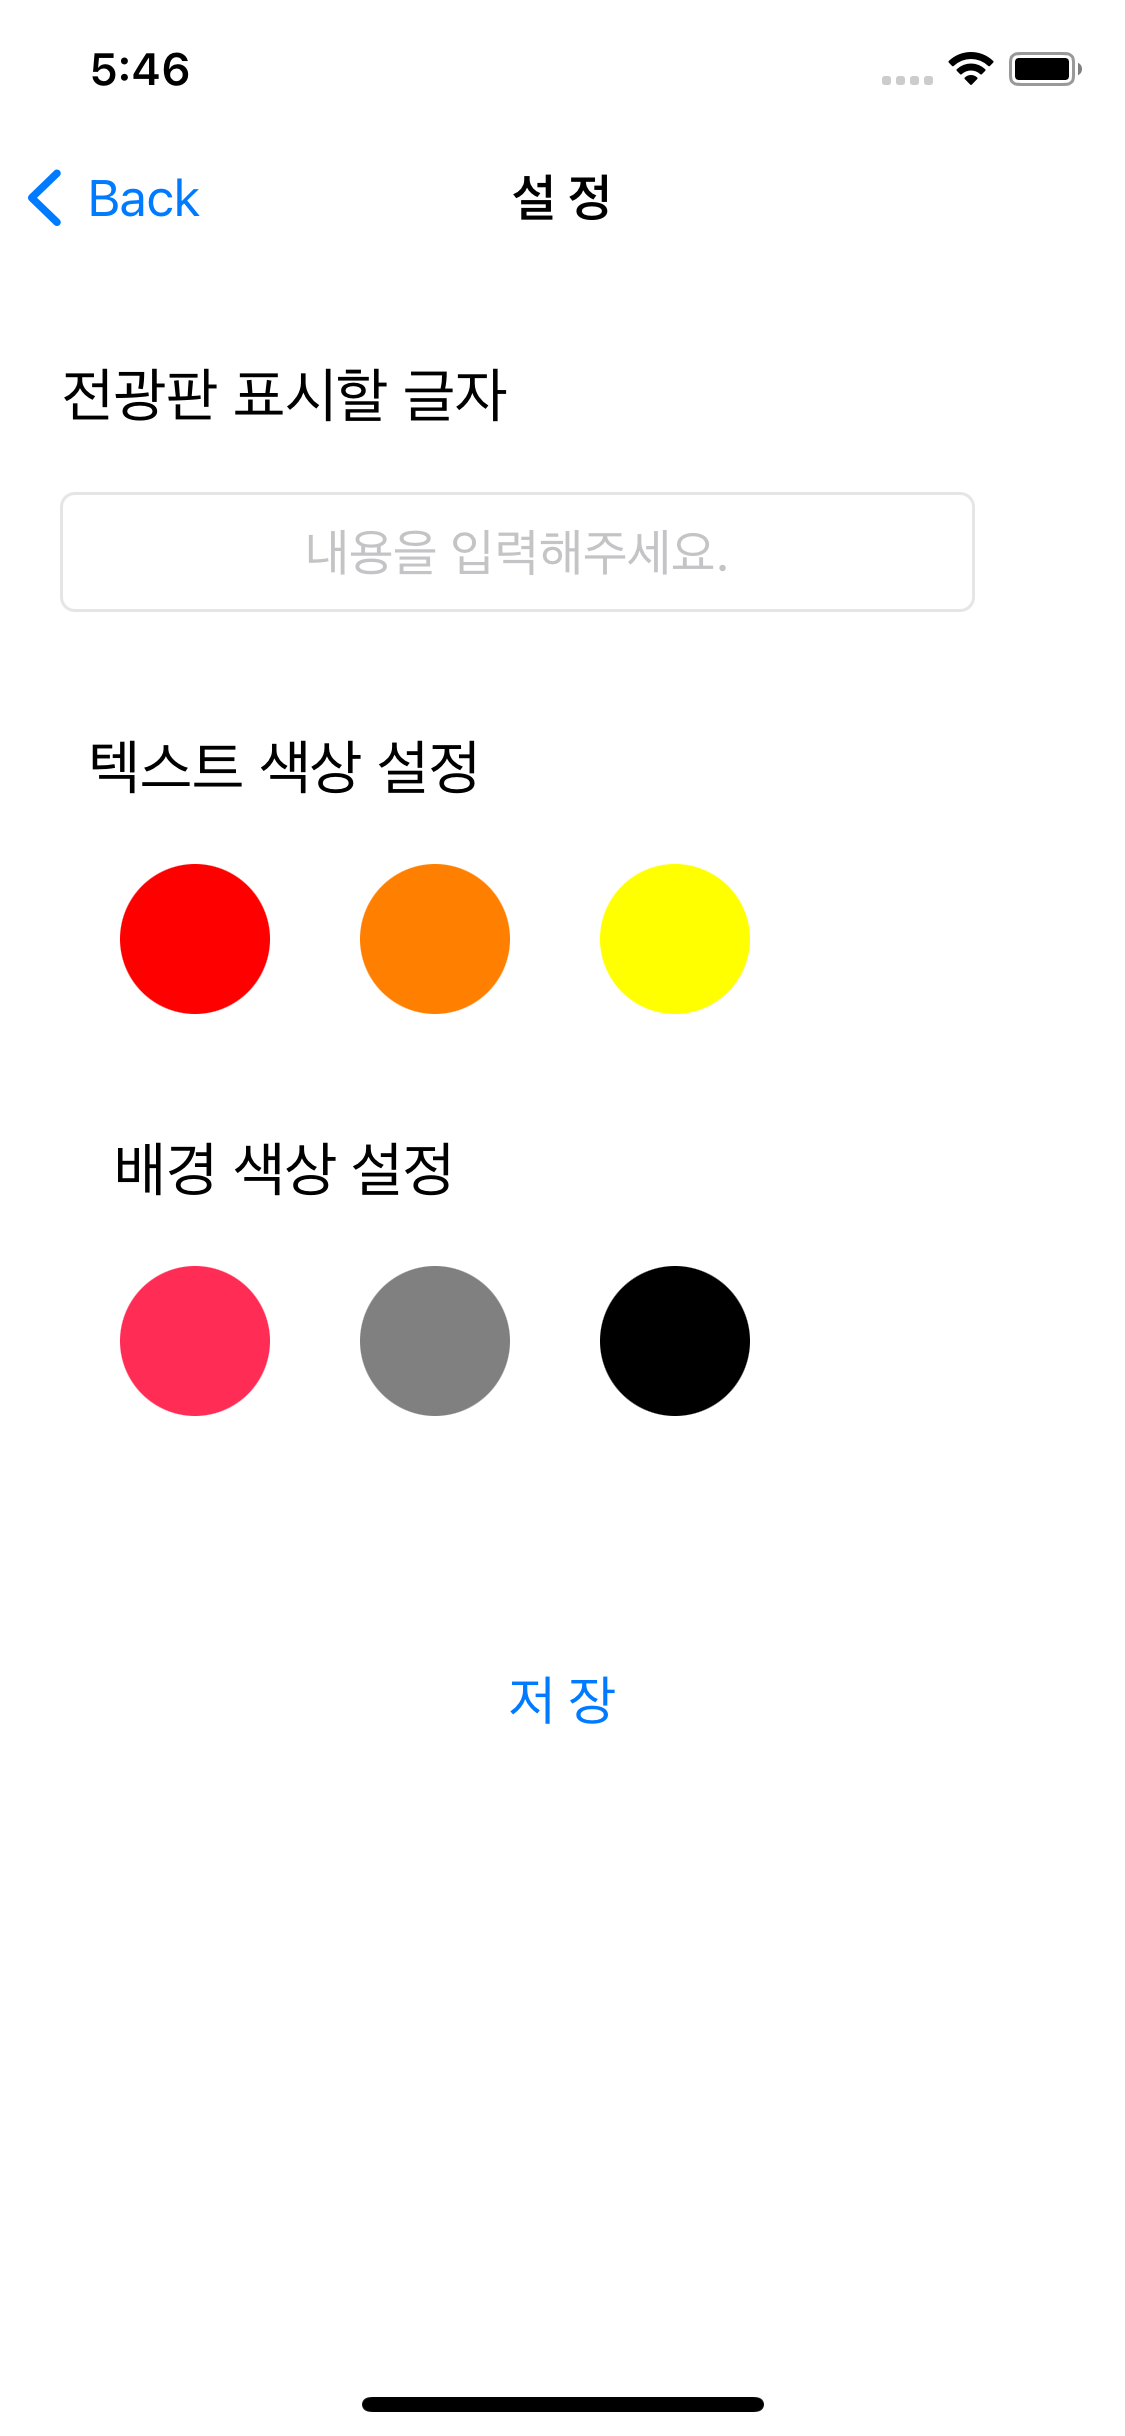 5:46
Back
설 정
전광판 표시할 글자
내용을 입력해주세요.
텍스트 색상 설정
배경 색상 설정
저 장